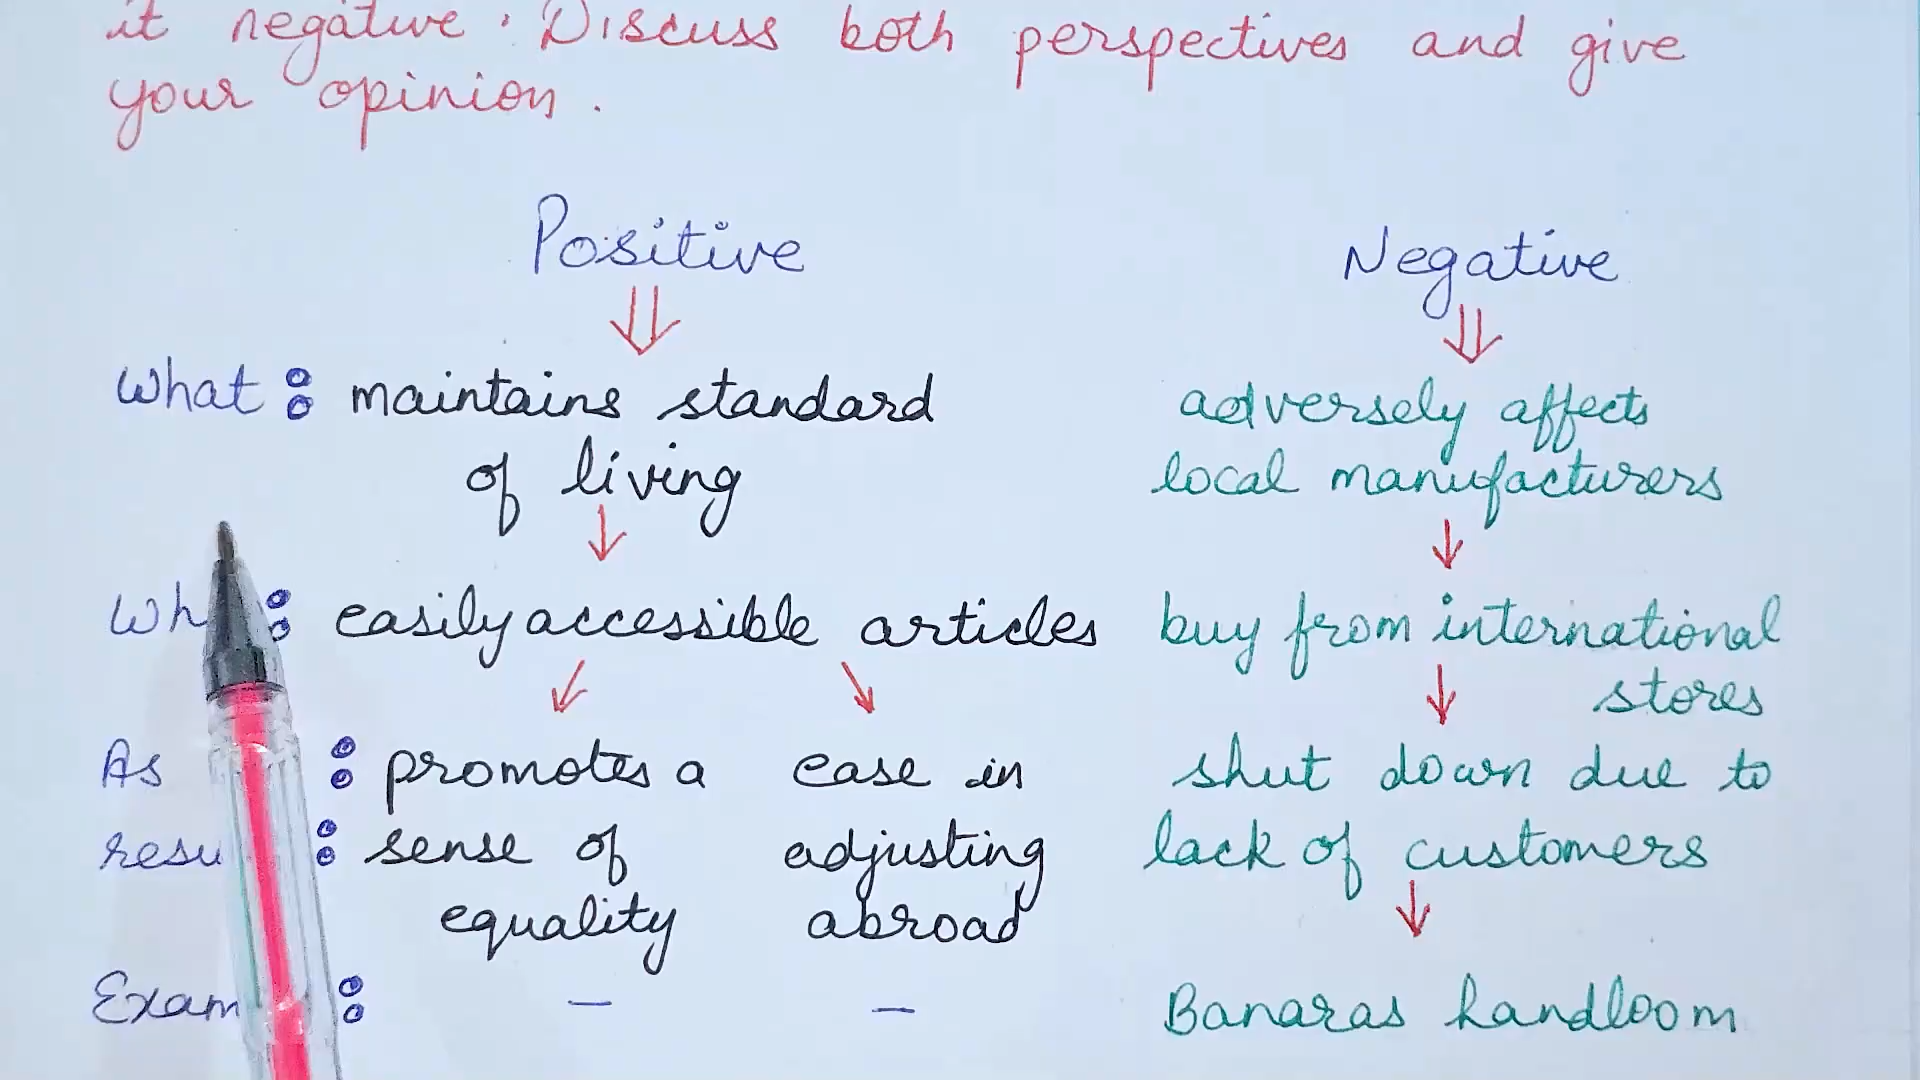 it negative. Discuss both perspectives and give
your opinion.
Positive
Negative
What : maintains standard
of living
adversely affects
local manufacturers
easily accessible articles
buy from international
stores
As : promotes a
sense of
equality
ease in
adjusting
abroad
shut down due to
lack of customers
– –
Banaras handloom